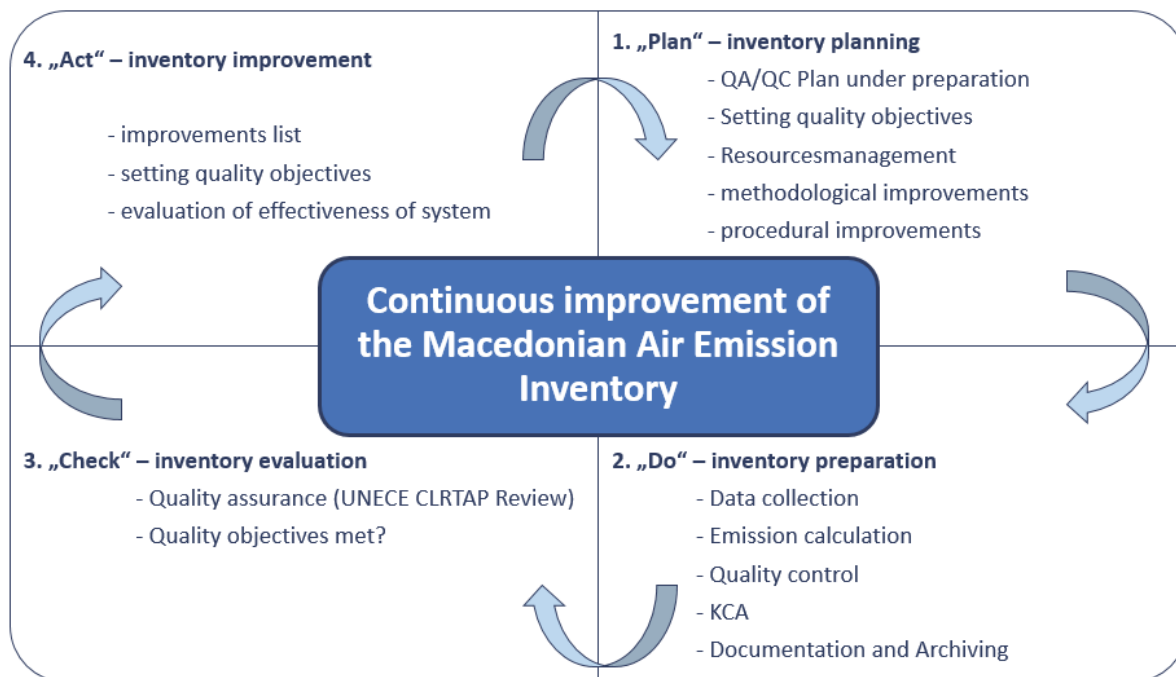 4. „Act“ – inventory improvement
- improvements list
- setting quality objectives
- evaluation of effectiveness of system
1. „Plan“ – inventory planning
- QA/QC Plan under preparation
- Setting quality objectives
- Resourcesmanagement
- methodological improvements
- procedural improvements
Continuous improvement of
the Macedonian Air Emission
Inventory
3. „Check“ – inventory evaluation
- Quality assurance (UNECE CLRTAP Review)
- Quality objectives met?
2. „Do“ – inventory preparation
- Data collection
- Emission calculation
- Quality control
- KCA
- Documentation and Archiving